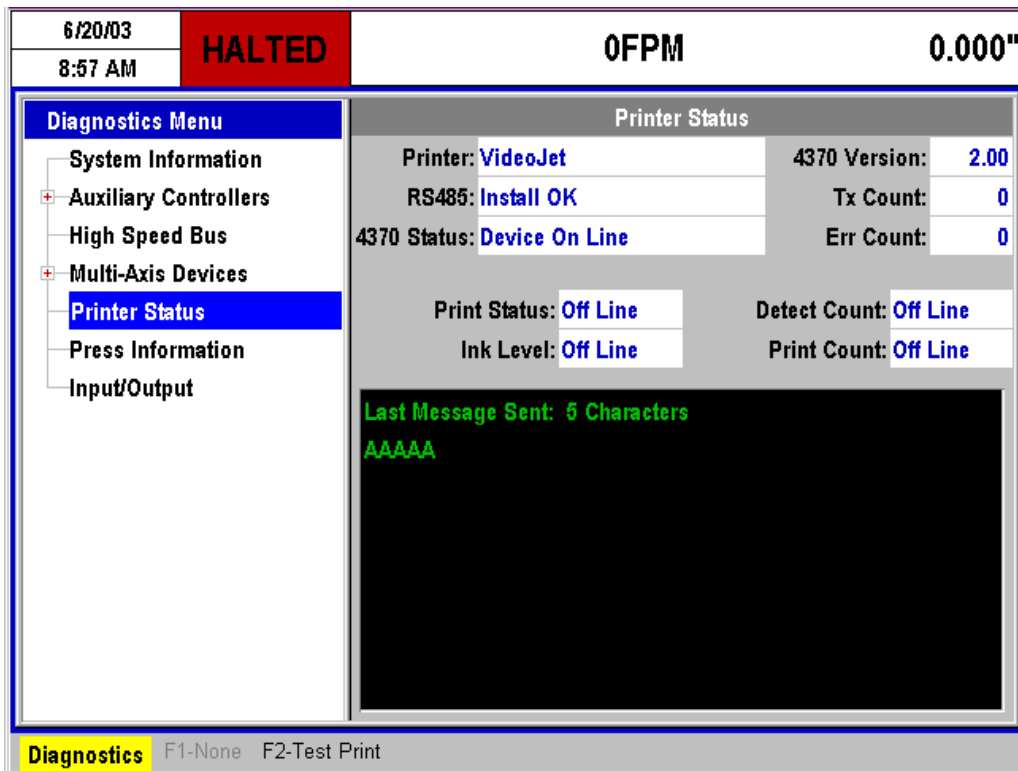 6/20/03
8:57 AM
HALTED
0FPM
0.000"
Diagnostics Menu
System Information
Auxiliary Controllers
High Speed Bus
Multi-Axis Devices
Printer Status
Press Information
Input/Output
Printer Status
Printer: VideoJet
4370 Version: 2.00
RS485: Install OK
Tx Count: 0
4370 Status: Device On Line
Err Count: 0
Print Status: Off Line
Detect Count: Off Line
Ink Level: Off Line
Print Count: Off Line
Last Message Sent: 5 Characters
AAAAA
Diagnostics F1-None F2-Test Print